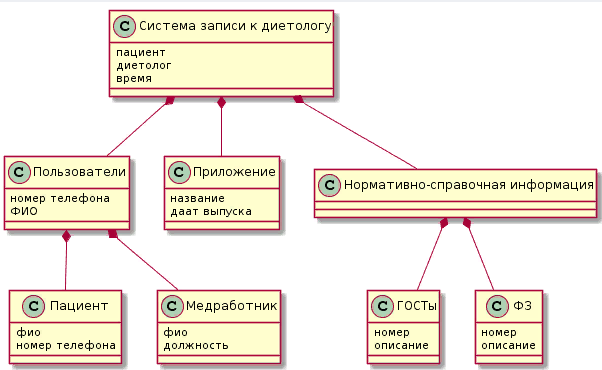 C Система записи к диетологу
пациент
диетолог
время
C Пользователи
номер телефона
ФИО
C Приложение
название
даат выпуска
C Нормативно-справочная информация
C Пациент
фио
номер телефона
C Медработник
фио
должность
C ГОСТы
номер
описание
C ФЗ
номер
описание